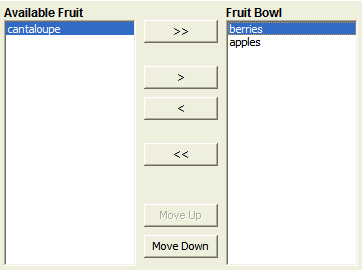 Available Fruit
Fruit Bowl
cantaloupe
berries
apples
>>
>
<
<<
Move Up
Move Down